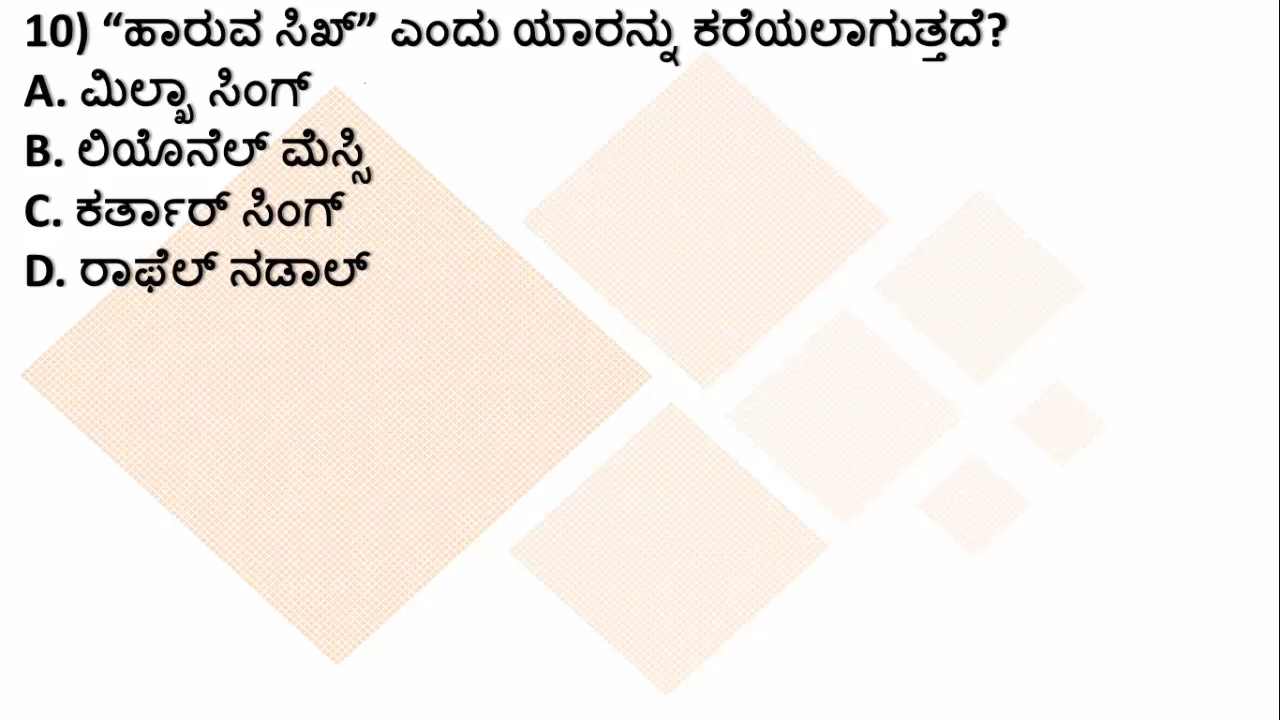 10) “ಹಾರುವ ಸಿಖ್” ಎಂದು ಯಾರನ್ನು ಕರೆಯಲಾಗುತ್ತದೆ?
A. ಮಿಲ್ಖಾ ಸಿಂಗ್
B. ಲಿಯೊನೆಲ್ ಮೆಸ್ಸಿ
C. ಕರ್ತಾರ್ ಸಿಂಗ್
D. ರಾಫೆಲ್ ನಡಾಲ್